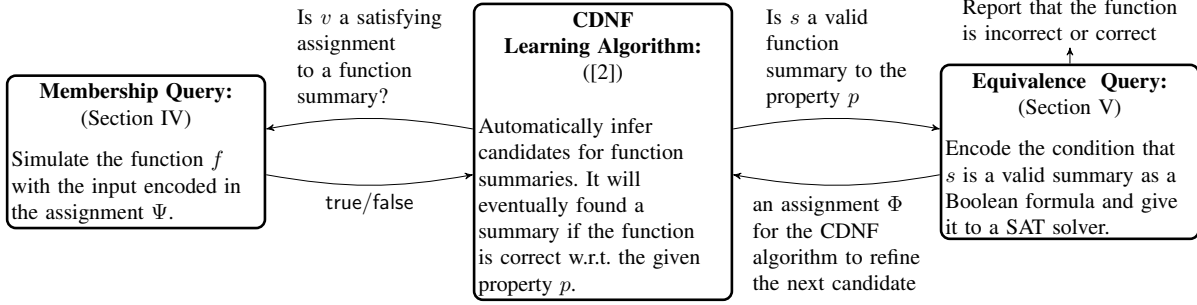 Is v a satisfying
assignment
to a function
summary?
Membership Query:
(Section IV)
Simulate the function f
with the input encoded in
the assignment Ψ.
true/false
CDNF
Learning Algorithm:
([2])
Automatically infer
candidates for function
summaries. It will
eventually found a
summary if the function
is correct w.r.t. the given
property p.
Is s a valid
function
summary to the
property p
an assignment Φ
for the CDNF
algorithm to refine
the next candidate
Report that the function
is incorrect or correct
Equivalence Query:
(Section V)
Encode the condition that
s is a valid summary as a
Boolean formula and give
it to a SAT solver.